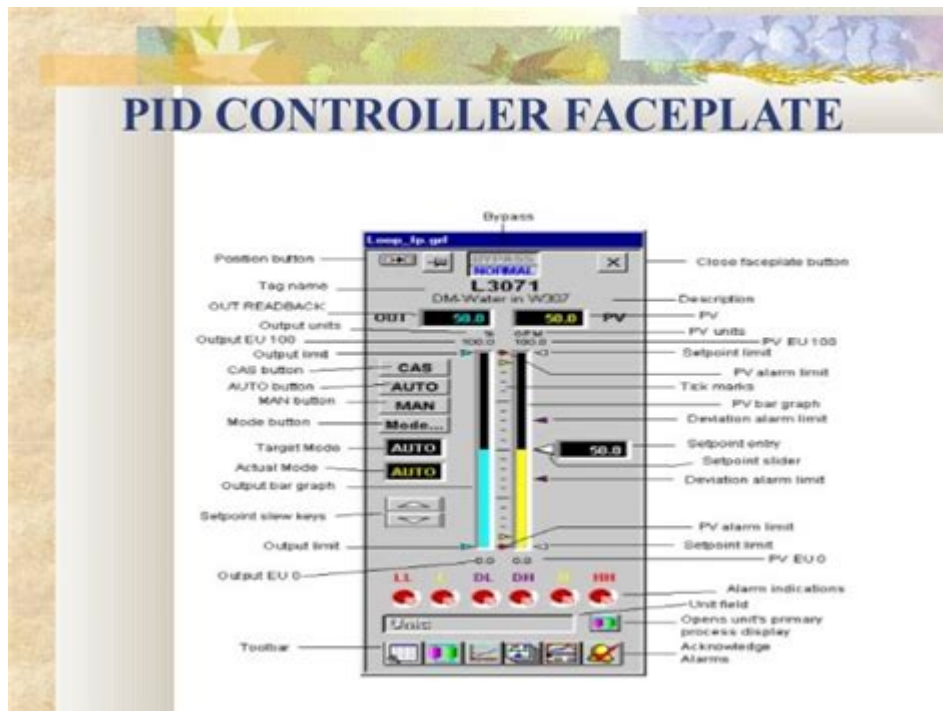 PID CONTROLLER FACEPLATE
Bypass
Loop_fp.grf
Position button
BYPASS
NORMAL
Close faceplate button
Tag name
L3071
DM-Water in W307
Description
OUT READBACK
OUT
50.0
50.0
PV
PV
Output units
%
GPM
PV units
Output EU 100
100.0
100.0
PV EU 100
Output limit
Setpoint limit
CAS button
CAS
PV alarm limit
AUTO button
AUTO
Tick marks
MAN button
MAN
PV bar graph
Mode button
Mode...
Deviation alarm limit
Target Mode
AUTO
50.0
Setpoint entry
Actual Mode
AUTO
Setpoint slider
Output bar graph
Deviation alarm limit
Setpoint slew keys
PV alarm limit
Output limit
Setpoint limit
Output EU 0
0.0
0.0
PV EU 0
LL
L
DL
DH
H
HH
Alarm indications
Unit field
Unit
Opens unit's primary
process display
Toolbar
Acknowledge
Alarms